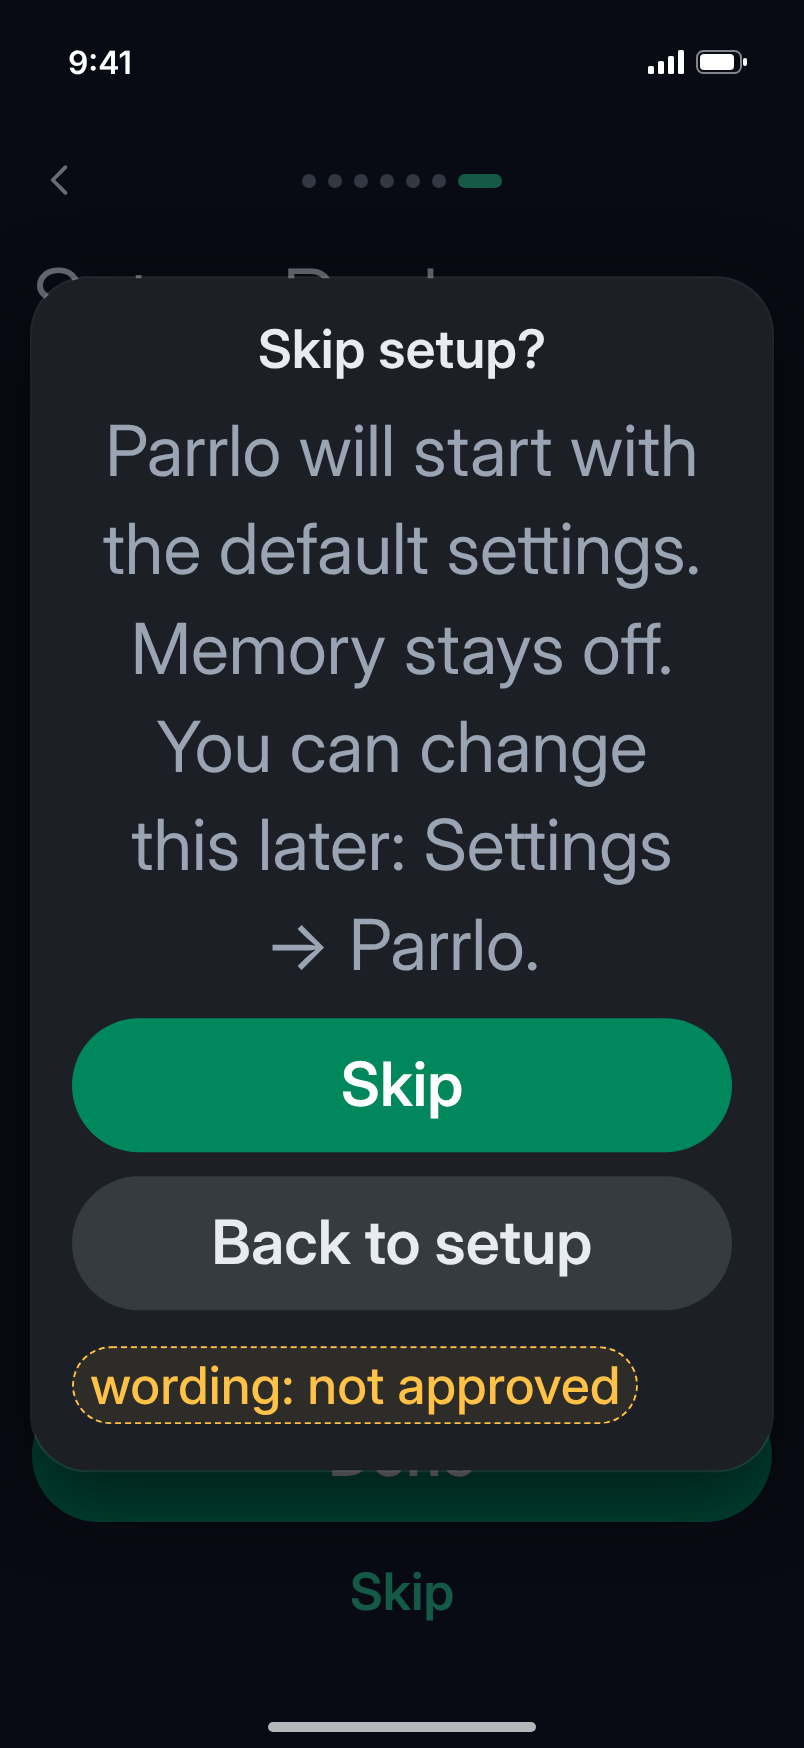 9:41
Skip setup?
Parrlo will start with
the default settings.
Memory stays off.
You can change
this later: Settings
→ Parrlo.
Skip
Back to setup
wording: not approved
Skip